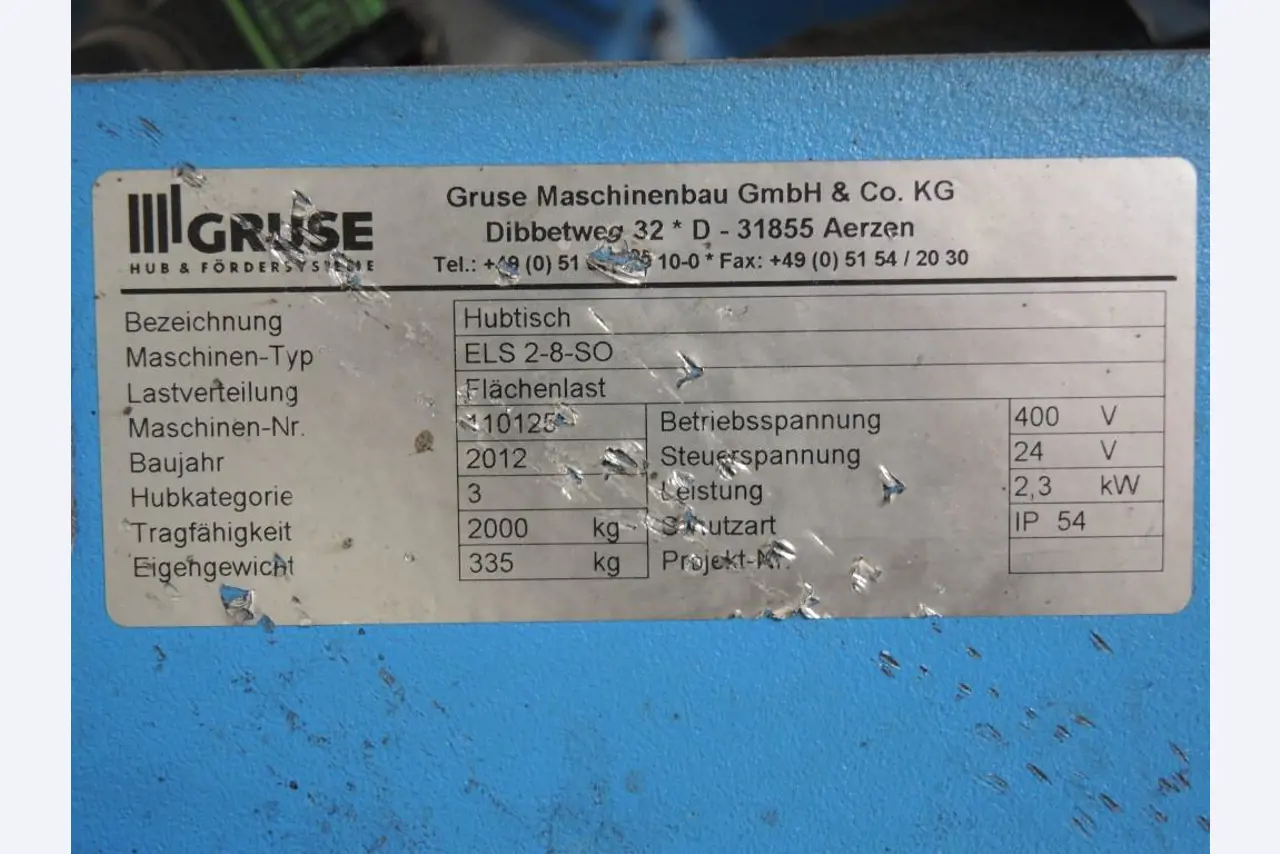 GRUSE
HUB & FÖRDERSYSTEME
Gruse Maschinenbau GmbH & Co. KG
Dibbetweg 32 * D - 31855 Aerzen
Tel.: +49 (0) 51 10-0 * Fax: +49 (0) 51 54 / 20 30
Bezeichnung Hubtisch
Maschinen-Typ ELS 2-8-SO
Lastverteilung Flächenlast
Maschinen-Nr. 110125 Betriebsspannung 400 V
Baujahr 2012 Steuerspannung 24 V
Hubkategorie 3 Leistung 2,3 kW
Tragfähigkeit 2000 kg Schutzart IP 54
Eigengewicht 335 kg Projekt-Nr.